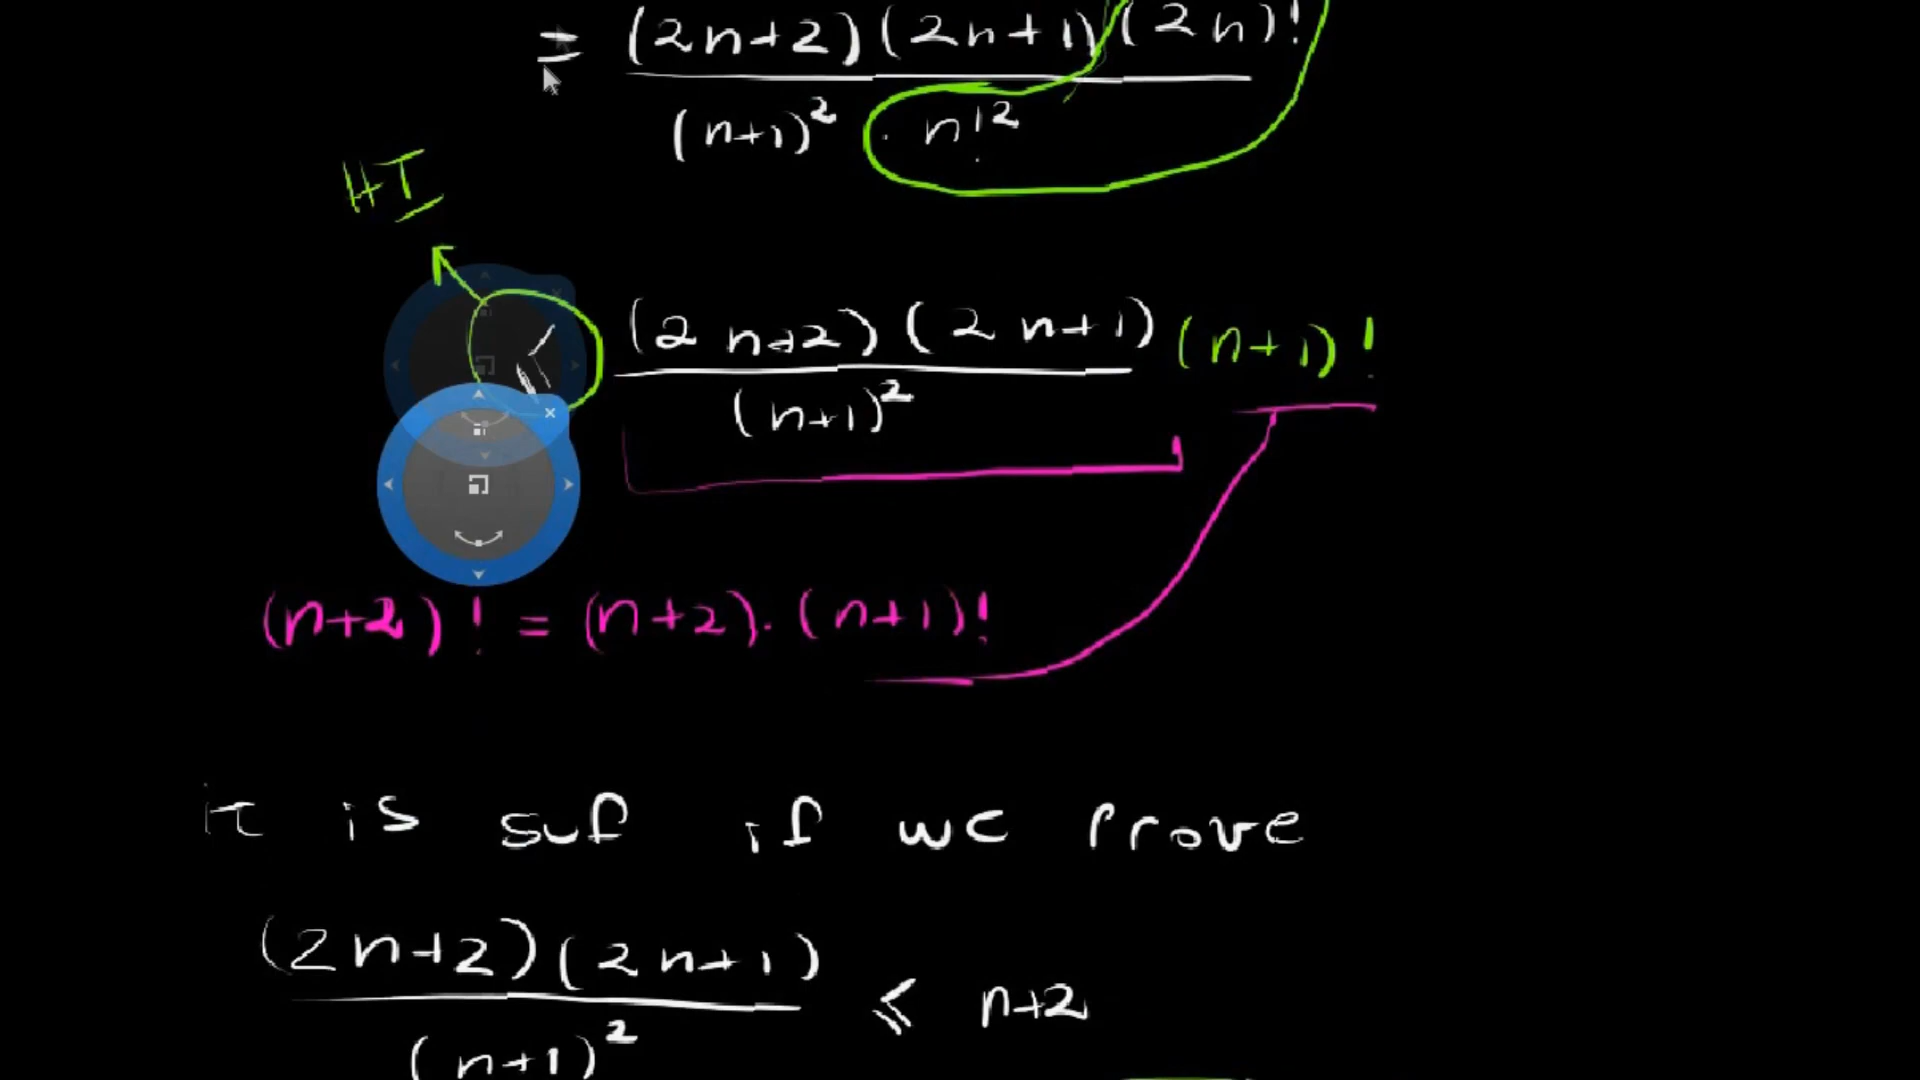 = (2n+2)(2n+1)(2n)!
(n+1)² · n!²
HI
⩽ (2n+2)(2n+1) (n+1)!
(n+1)²
(n+2)! = (n+2)·(n+1)!
it is suf if we prove
(2n+2)(2n+1) ⩽ n+2
(n+1)²